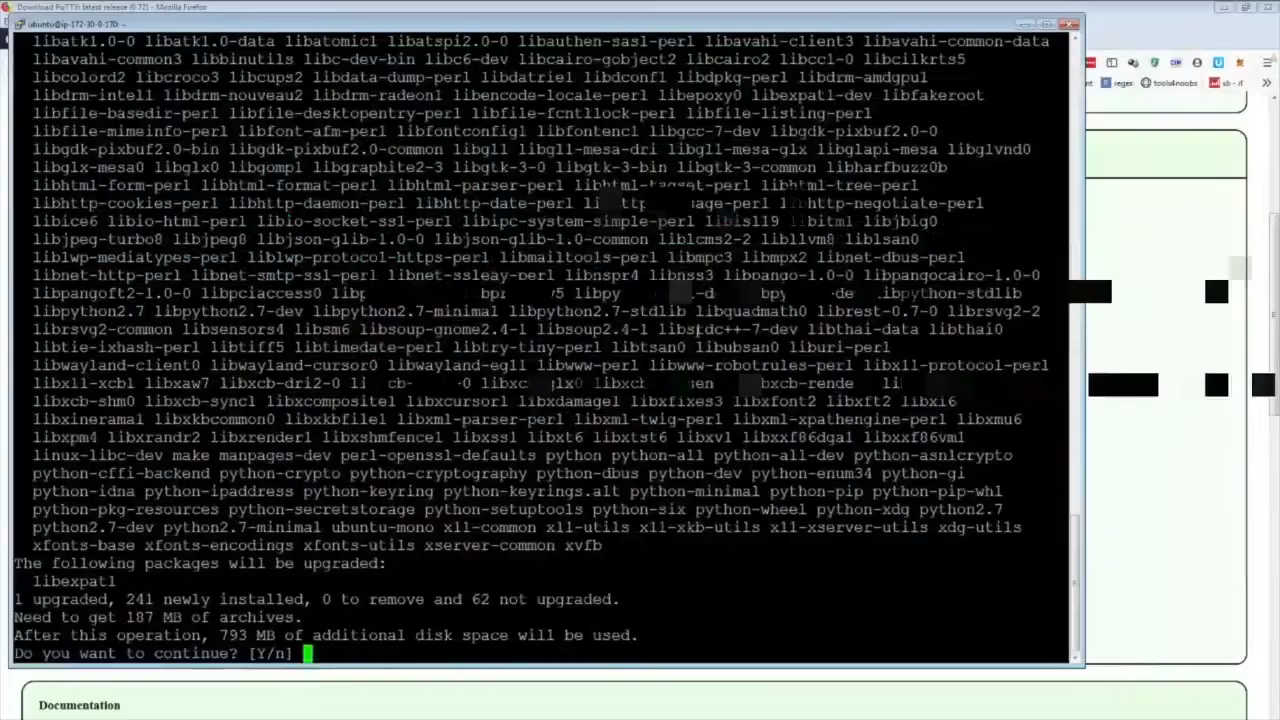 Download PuTTY: latest release (0.72) - Mozilla Firefox
ubuntu@ip-172-30-0-170: ~
libatk1.0-0 libatk1.0-data libatomic1 libatspi2.0-0 libauthen-sasl-perl libavahi-client3 libavahi-common-data
libavahi-common3 libbinutils libc-dev-bin libc6-dev libcairo-gobject2 libcairo2 libcc1-0 libcilkrts5
libcolord2 libcroco3 libcups2 libdata-dump-perl libdatrie1 libdconf1 libdpkg-perl libdrm-amdgpu1
libdrm-intel1 libdrm-nouveau2 libdrm-radeon1 libencode-locale-perl libepoxy0 libexpat1-dev libfakeroot
libfile-basedir-perl libfile-desktopentry-perl libfile-fcntllock-perl libfile-listing-perl
libfile-mimeinfo-perl libfont-afm-perl libfontconfig1 libfontenc1 libgcc-7-dev libgdk-pixbuf2.0-0
libgdk-pixbuf2.0-bin libgdk-pixbuf2.0-common libgl1 libgl1-mesa-dri libgl1-mesa-glx libglapi-mesa libglvnd0
libglx-mesa0 libglx0 libgomp1 libgraphite2-3 libgtk-3-0 libgtk-3-bin libgtk-3-common libharfbuzz0b
libhtml-form-perl libhtml-format-perl libhtml-parser-perl libhtml-tagset-perl libhtml-tree-perl
libhttp-cookies-perl libhttp-daemon-perl libhttp-date-perl libhttp-negotiate-perl
libice6 libio-html-perl libio-socket-ssl-perl libipc-system-simple-perl libisl19 libitm1 libjbig0
libjpeg-turbo8 libjpeg8 libjson-glib-1.0-0 libjson-glib-1.0-common liblcms2-2 libllvm8 liblsan0
liblwp-mediatypes-perl liblwp-protocol-https-perl libmailtools-perl libmpc3 libmpx2 libnet-dbus-perl
libnet-http-perl libnet-smtp-ssl-perl libnet-ssleay-perl libnspr4 libnss3 libpango-1.0-0 libpangocairo-1.0-0
libpangoft2-1.0-0 libpciaccess0 libpython-stdlib
libpython2.7 libpython2.7-dev libpython2.7-minimal libpython2.7-stdlib libquadmath0 librest-0.7-0 librsvg2-2
librsvg2-common libsensors4 libsm6 libsoup-gnome2.4-1 libsoup2.4-1 libstdc++-7-dev libthai-data libthai0
libtie-ixhash-perl libtiff5 libtimedate-perl libtry-tiny-perl libtsan0 libubsan0 liburi-perl
libwayland-client0 libwayland-cursor0 libwayland-egl1 libwww-perl libwww-robotrules-perl libx11-protocol-perl
libx11-xcb1 libxaw7 libxcb-dri2-0
libxcb-shm0 libxcb-sync1 libxcomposite1 libxcursor1 libxdamage1 libxfixes3 libxfont2 libxft2 libxi6
libxinerama1 libxkbcommon0 libxkbfile1 libxml-parser-perl libxml-twig-perl libxml-xpathengine-perl libxmu6
libxpm4 libxrandr2 libxrender1 libxshmfence1 libxss1 libxt6 libxtst6 libxv1 libxxf86dga1 libxxf86vm1
linux-libc-dev make manpages-dev perl-openssl-defaults python python-all python-all-dev python-asn1crypto
python-cffi-backend python-crypto python-cryptography python-dbus python-dev python-enum34 python-gi
python-idna python-ipaddress python-keyring python-keyrings.alt python-minimal python-pip python-pip-whl
python-pkg-resources python-secretstorage python-setuptools python-six python-wheel python-xdg python2.7
python2.7-dev python2.7-minimal ubuntu-mono x11-common x11-utils x11-xkb-utils x11-xserver-utils xdg-utils
xfonts-base xfonts-encodings xfonts-utils xserver-common xvfb
The following packages will be upgraded:
libexpat1
1 upgraded, 241 newly installed, 0 to remove and 62 not upgraded.
Need to get 187 MB of archives.
After this operation, 793 MB of additional disk space will be used.
Do you want to continue? [Y/n]
reger tools4noobs
Documentation